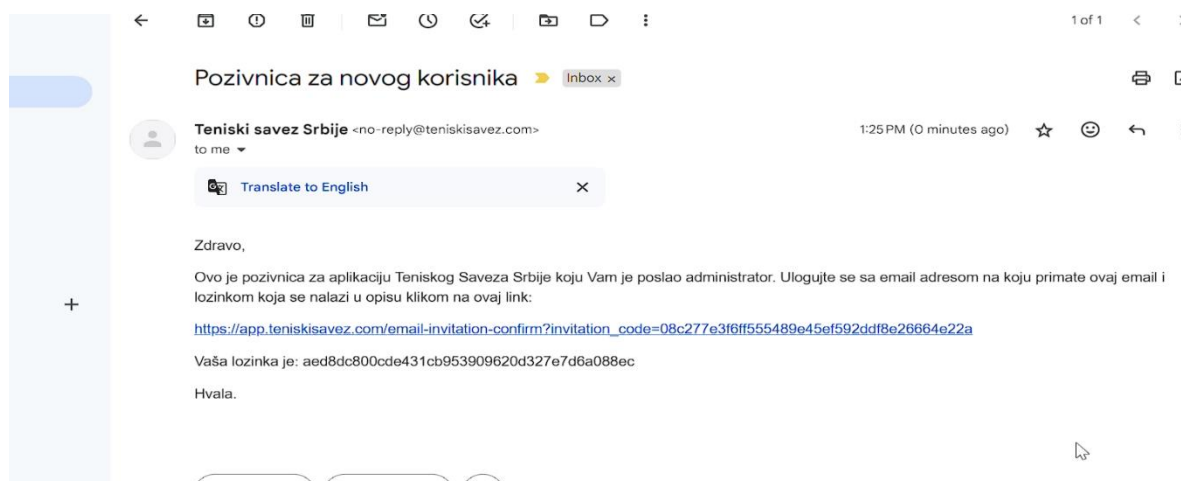 1 of 1
Pozivnica za novog korisnika Inbox ×
Teniski savez Srbije <no-reply@teniskisavez.com> 1:25 PM (0 minutes ago)
to me
Translate to English
Zdravo,
Ovo je pozivnica za aplikaciju Teniskog Saveza Srbije koju Vam je poslao administrator. Ulogujte se sa email adresom na koju primate ovaj email i
lozinkom koja se nalazi u opisu klikom na ovaj link:
https://app.teniskisavez.com/email-invitation-confirm?invitation_code=08c277e3f6ff555489e45ef592ddf8e26664e22a
Vaša lozinka je: aed8dc800cde431cb953909620d327e7d6a088ec
Hvala.